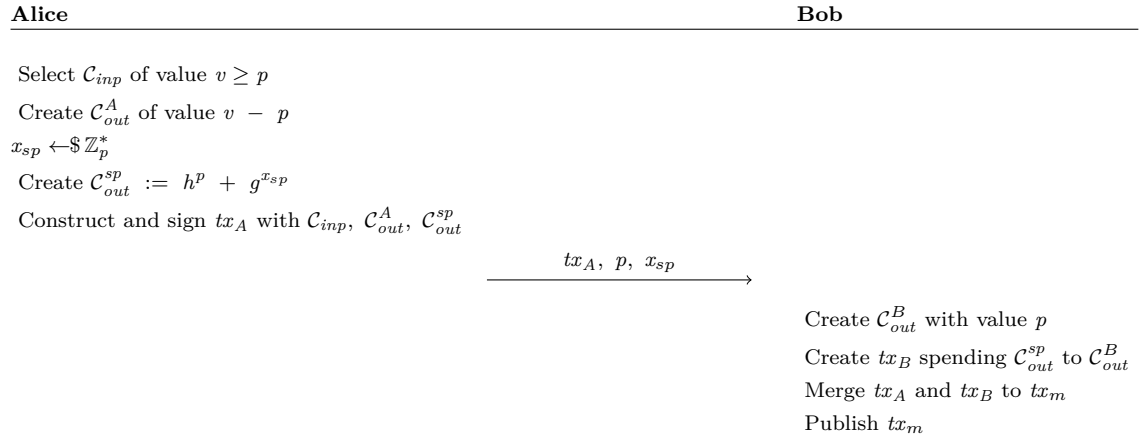 Alice Bob
Select C_inp of value v ≥ p
Create C_out^A of value v − p
x_sp ←$ ℤ_p^*
Create C_out^sp := h^p + g^{x_sp}
Construct and sign tx_A with C_inp, C_out^A, C_out^sp
tx_A, p, x_sp
Create C_out^B with value p
Create tx_B spending C_out^sp to C_out^B
Merge tx_A and tx_B to tx_m
Publish tx_m